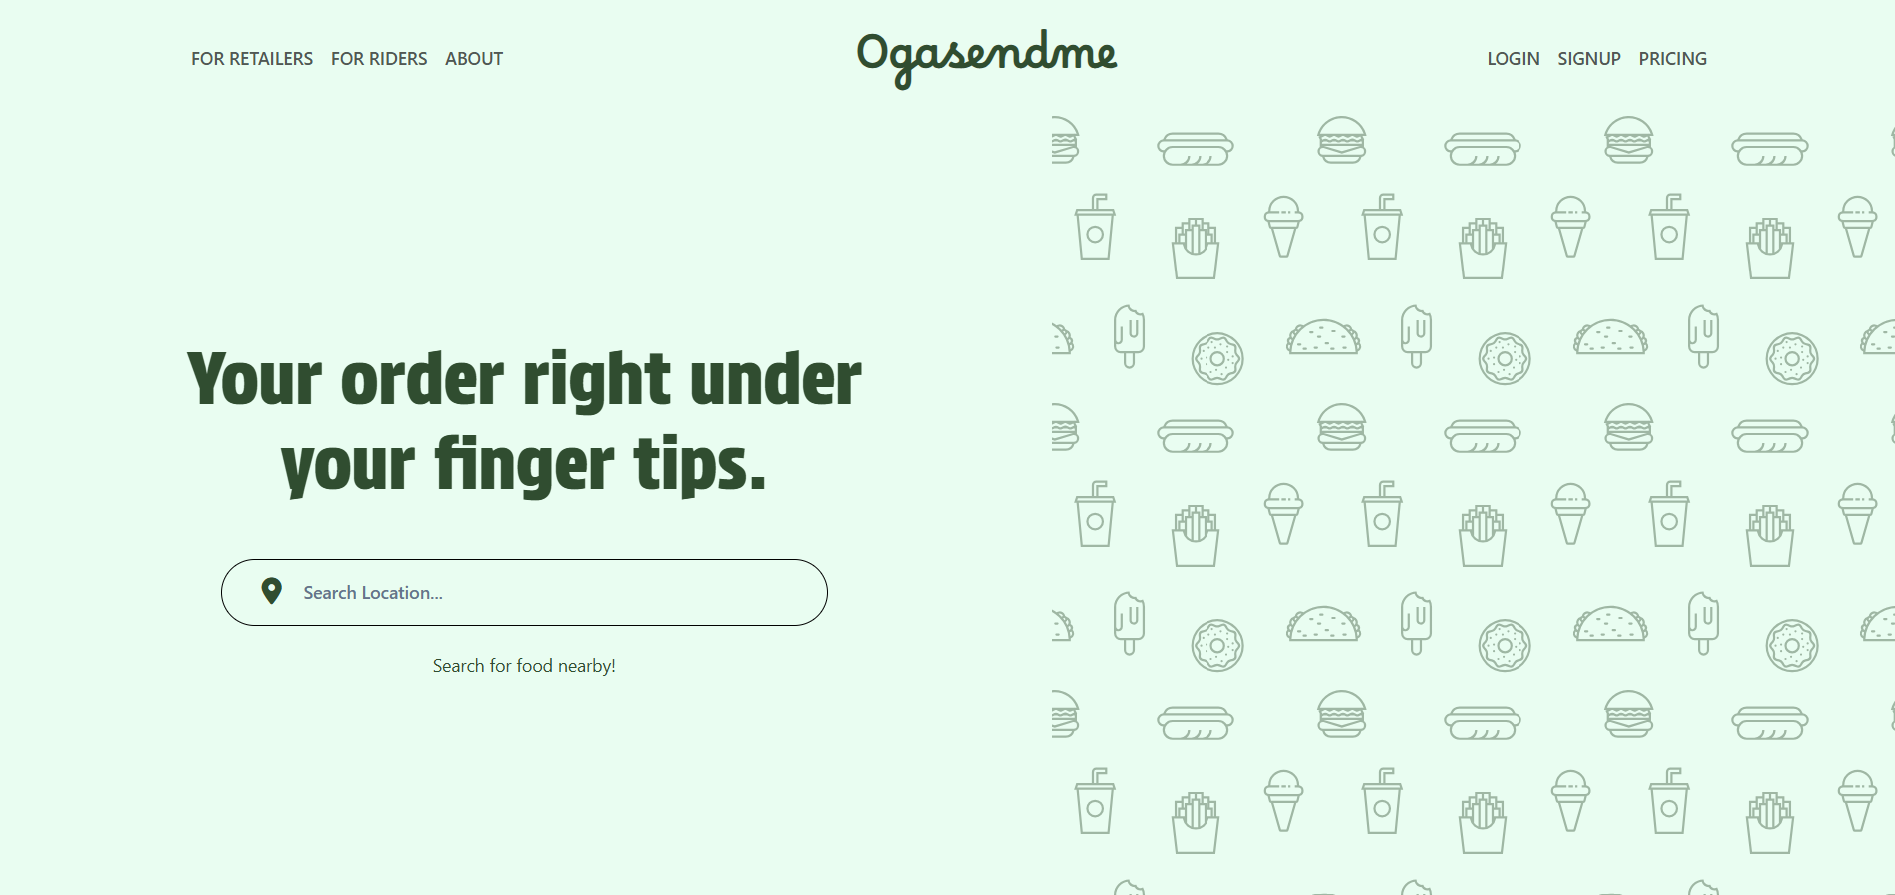 FOR RETAILERS FOR RIDERS ABOUT
Ogasendme
LOGIN SIGNUP PRICING
Your order right under
your finger tips.
Search Location...
Search for food nearby!